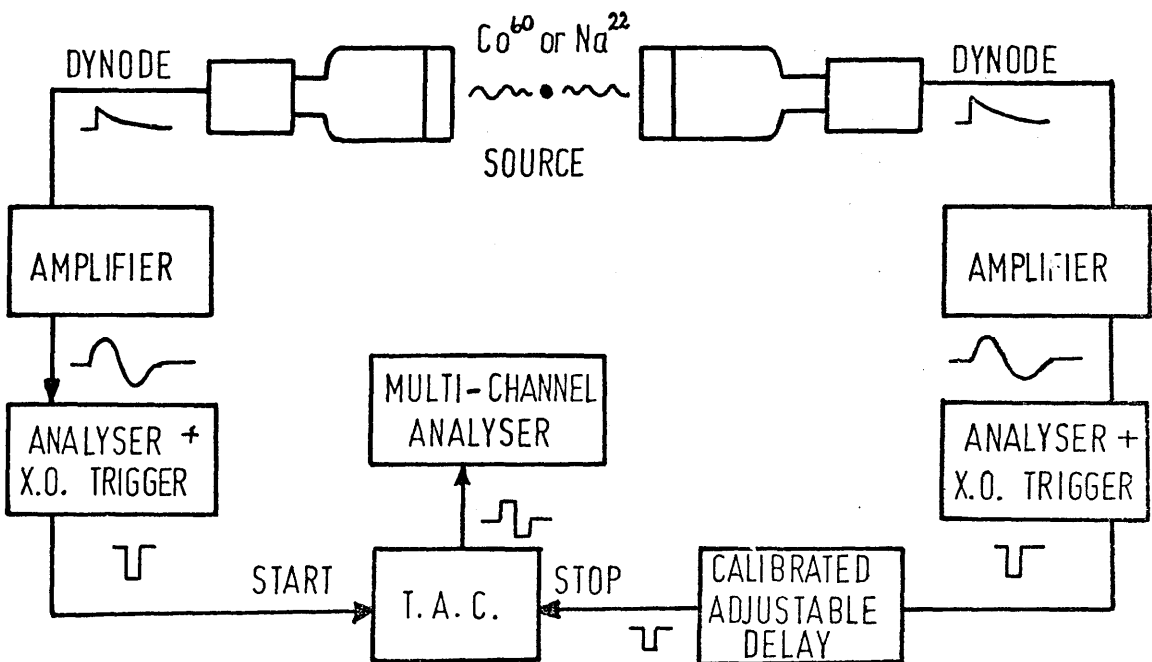 Co60 or Na22
DYNODE
DYNODE
SOURCE
AMPLIFIER
AMPLIFIER
MULTI-CHANNEL
ANALYSER
ANALYSER +
X.O. TRIGGER
ANALYSER +
X.O. TRIGGER
START
T.A.C.
STOP
CALIBRATED
ADJUSTABLE
DELAY